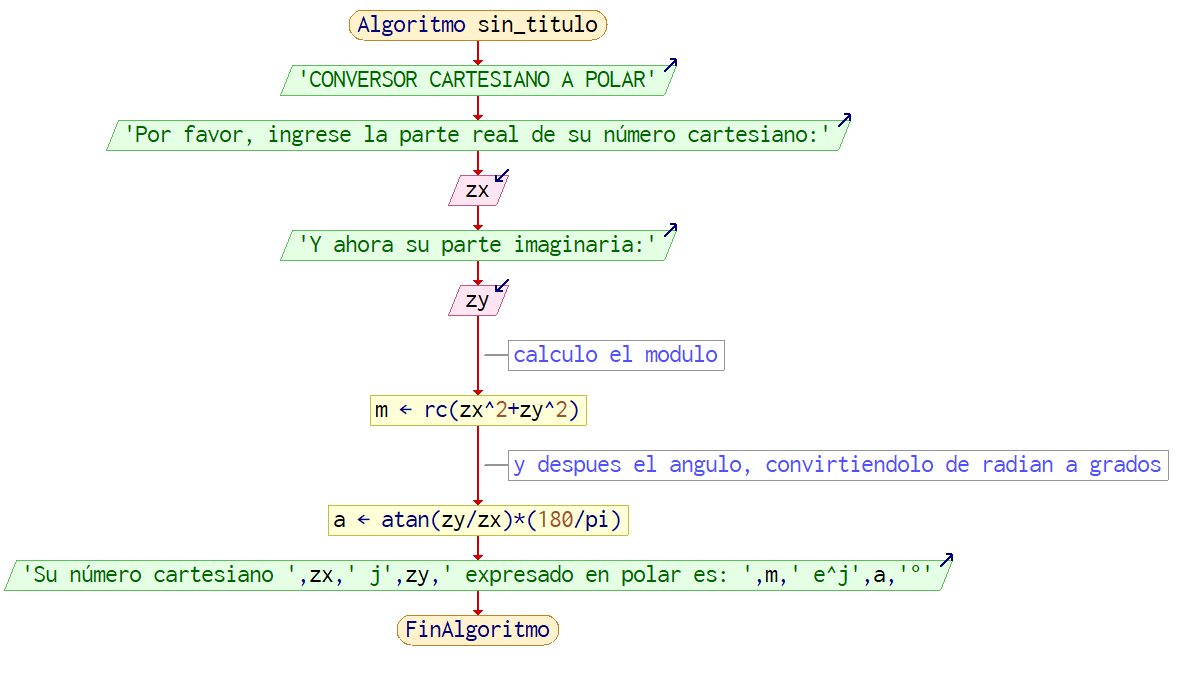 Algoritmo sin_titulo
'CONVERSOR CARTESIANO A POLAR'
'Por favor, ingrese la parte real de su número cartesiano:'
zx
'Y ahora su parte imaginaria:'
zy
calculo el modulo
m ← rc(zx^2+zy^2)
y despues el angulo, convirtiendolo de radian a grados
a ← atan(zy/zx)*(180/pi)
'Su número cartesiano ',zx,' j',zy,' expresado en polar es: ',m,' e^j',a,'°'
FinAlgoritmo